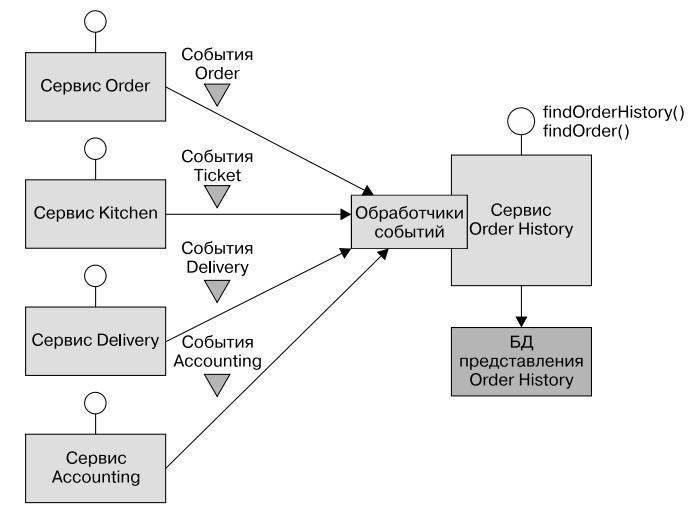 События
Order
Сервис Order
findOrderHistory()
findOrder()
События
Ticket
Сервис Kitchen
Обработчики
событий
Сервис
Order History
События
Delivery
Сервис Delivery
События
Accounting
БД
представления
Order History
Сервис
Accounting